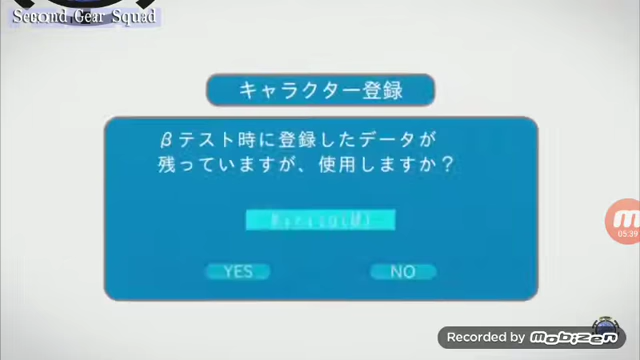 Second Gear Squad
キャラクター登録
βテスト時に登録したデータが
残っていますが、使用しますか？
YES
NO
05:39
Recorded by mobizen